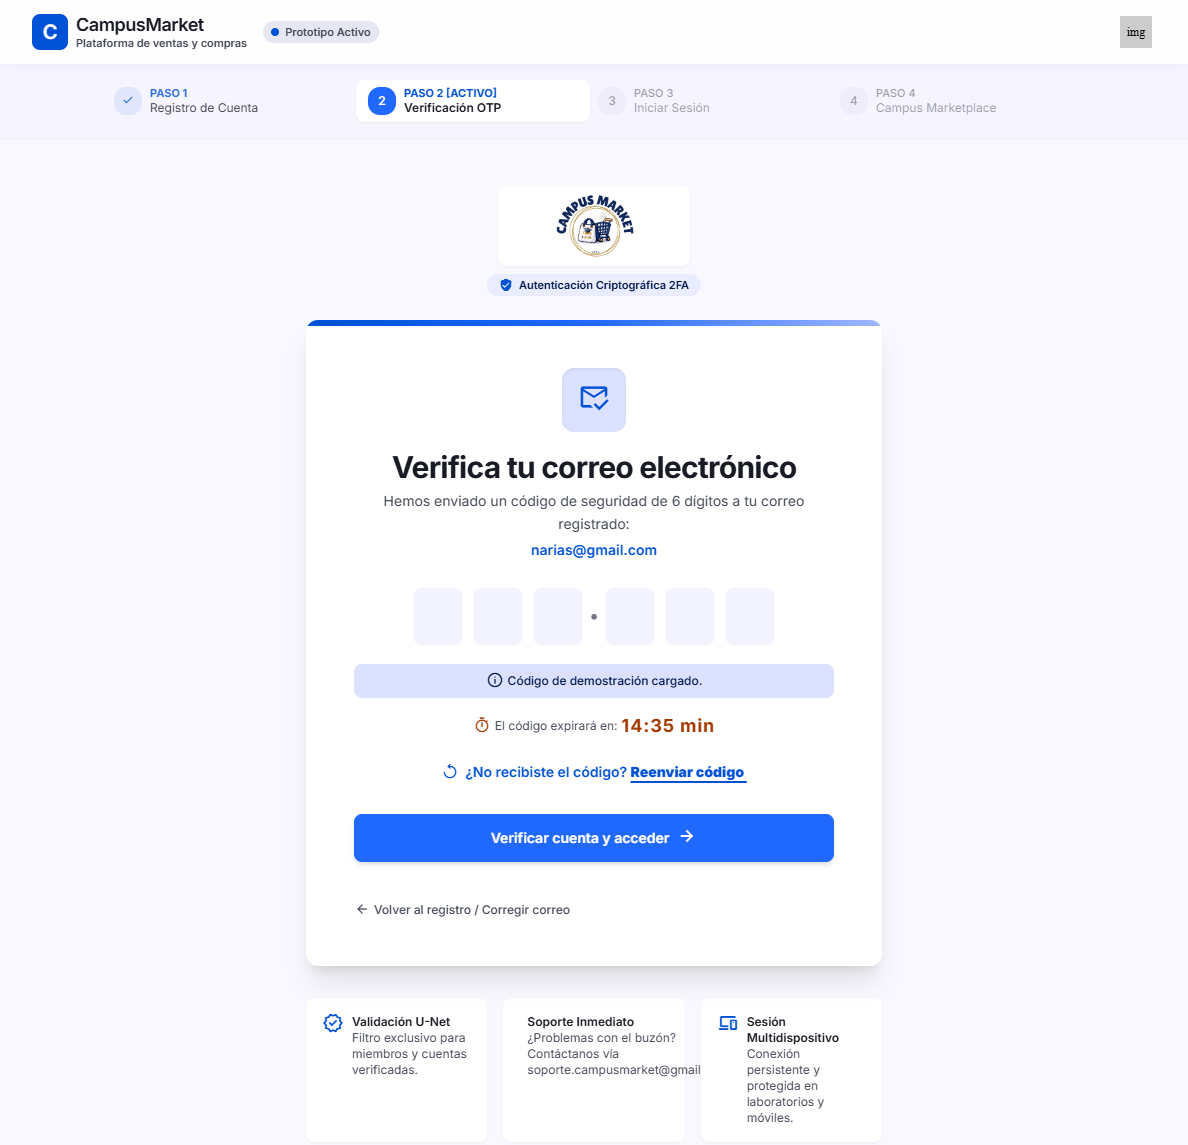 C
CampusMarket
Plataforma de ventas y compras
Prototipo Activo
img
PASO 1
Registro de Cuenta
2
PASO 2 [ACTIVO]
Verificación OTP
3
PASO 3
Iniciar Sesión
4
PASO 4
Campus Marketplace
CAMPUS MARKET
Autenticación Criptográfica 2FA
Verifica tu correo electrónico
Hemos enviado un código de seguridad de 6 dígitos a tu correo
registrado:
narias@gmail.com
Código de demostración cargado.
El código expirará en: 14:35 min
¿No recibiste el código? Reenviar código
Verificar cuenta y acceder
Volver al registro / Corregir correo
Validación U-Net
Filtro exclusivo para
miembros y cuentas
verificadas.
Soporte Inmediato
¿Problemas con el buzón?
Contáctanos vía
soporte.campusmarket@gmail
Sesión
Multidispositivo
Conexión
persistente y
protegida en
laboratorios y
móviles.